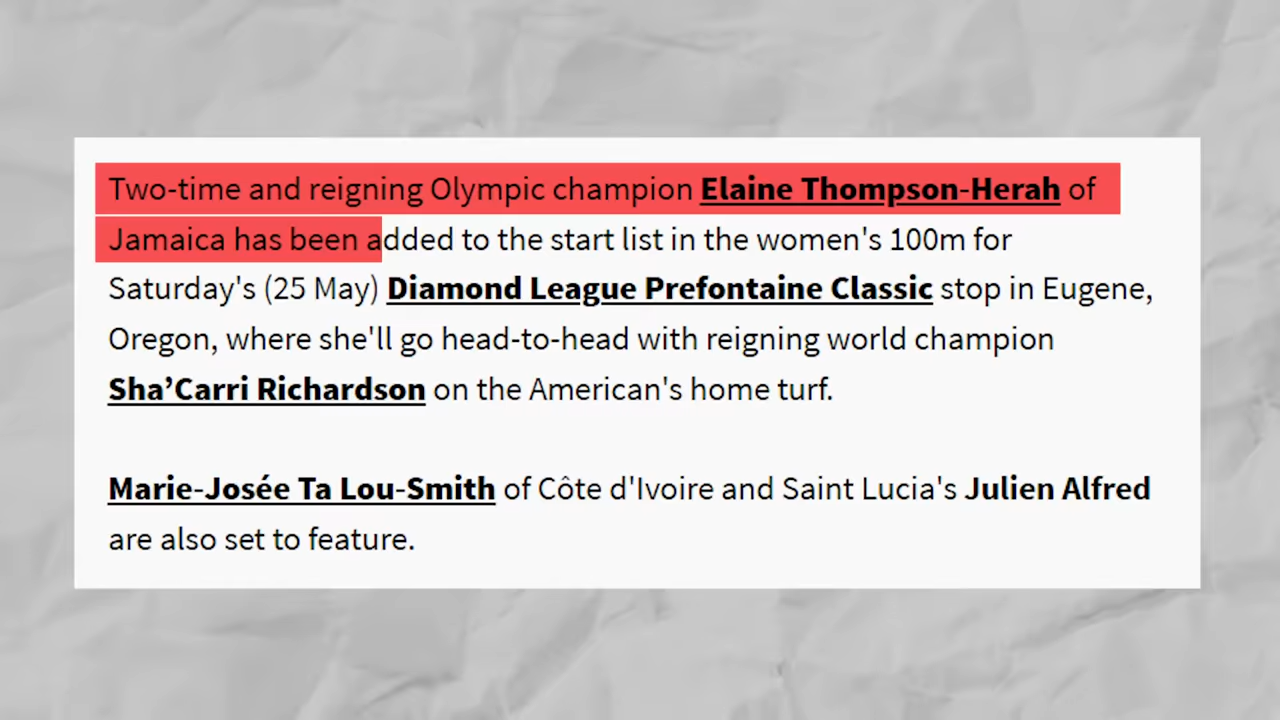 Two-time and reigning Olympic champion Elaine Thompson-Herah of
Jamaica has been added to the start list in the women's 100m for
Saturday's (25 May) Diamond League Prefontaine Classic stop in Eugene,
Oregon, where she'll go head-to-head with reigning world champion
Sha’Carri Richardson on the American's home turf.
Marie-Josée Ta Lou-Smith of Côte d'Ivoire and Saint Lucia's Julien Alfred
are also set to feature.